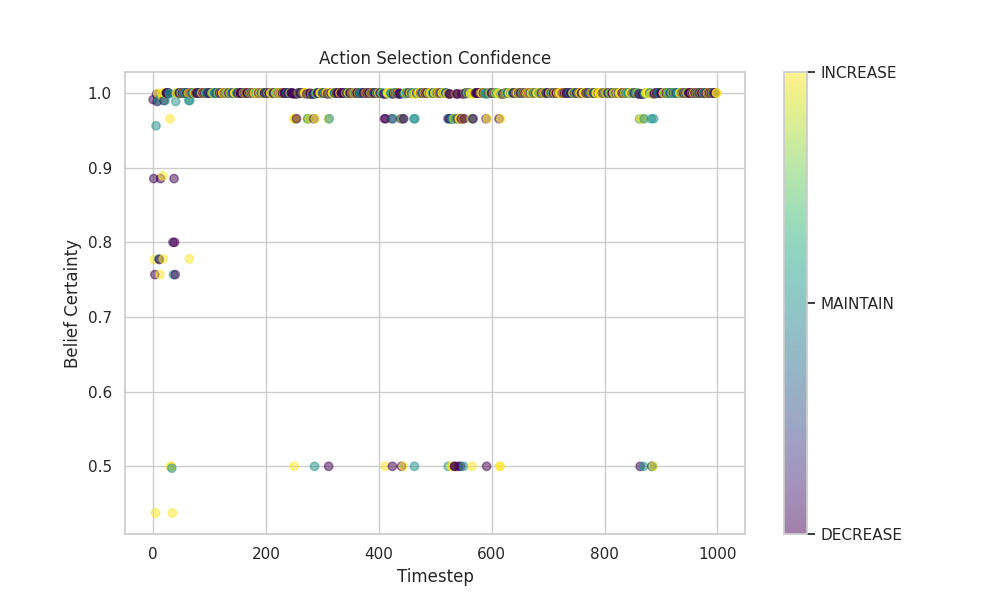 Action Selection Confidence
INCREASE
1.0
0.9
0.8
Belief Certainty
0.7
MAINTAIN
0.6
0.5
DECREASE
0
200
400
600
800
1000
Timestep